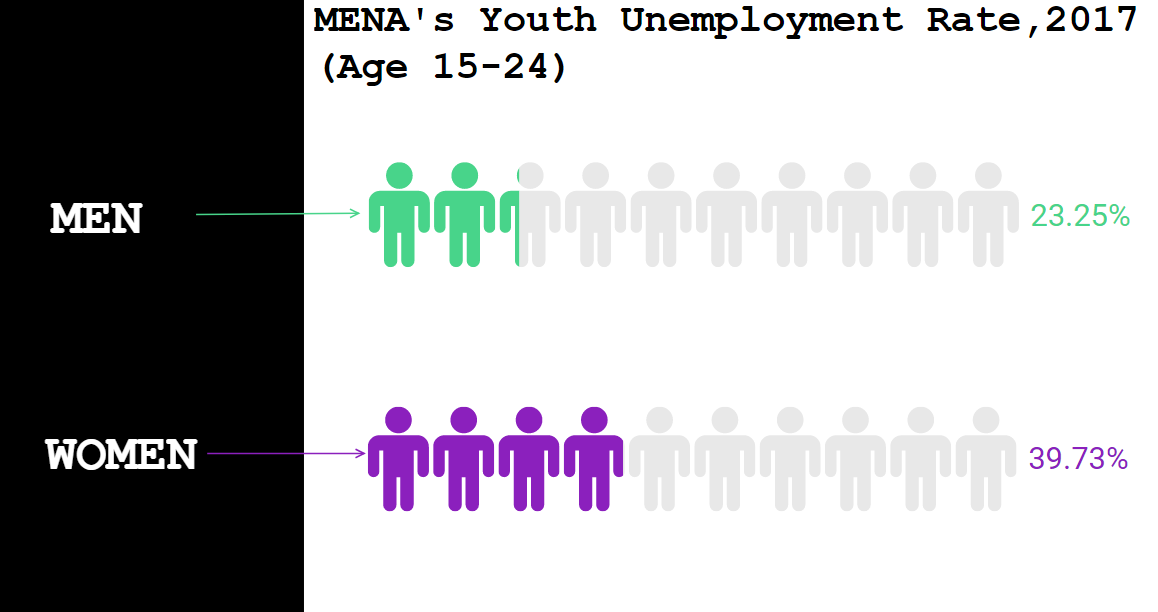 MENA's Youth Unemployment Rate,2017
(Age 15-24)
MEN
23.25%
WOMEN
39.73%